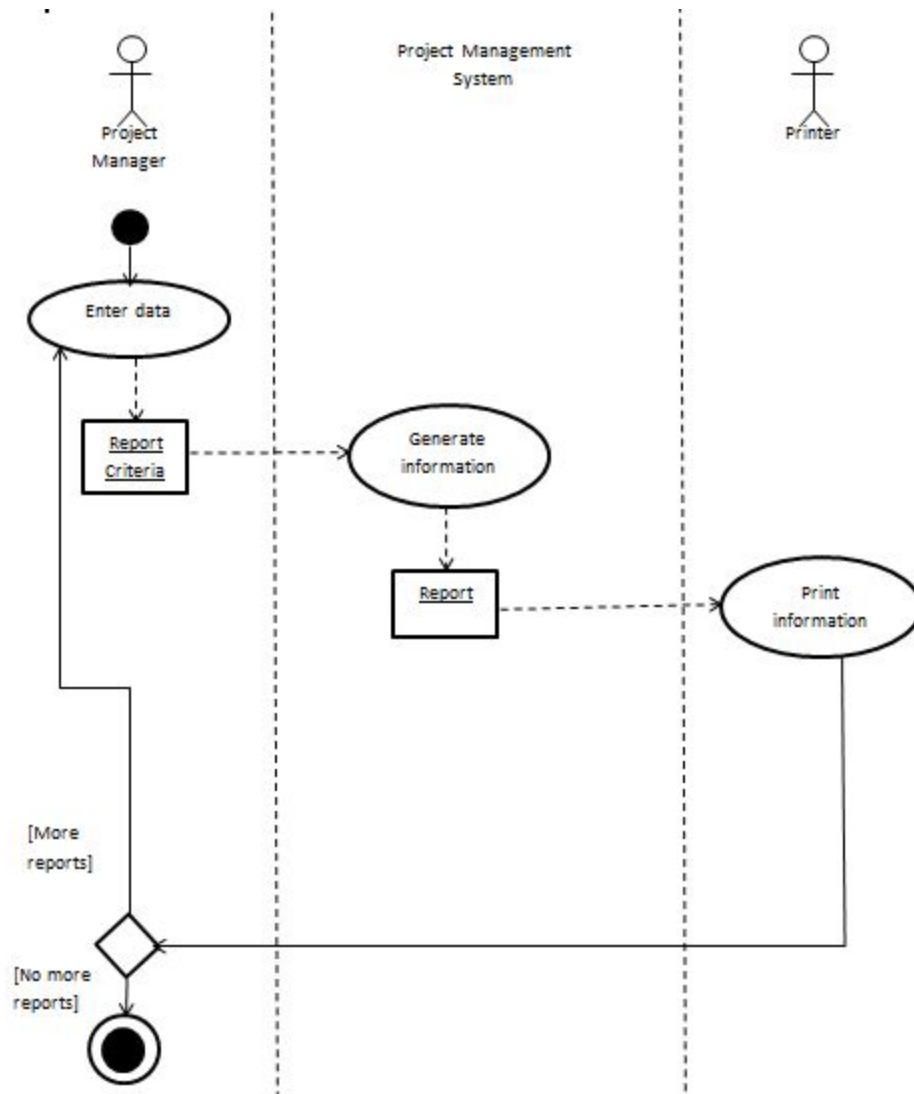 Project Management
System
Project
Manager
Printer
Enter data
Report
Criteria
Generate
information
Report
Print
information
[More
reports]
[No more
reports]